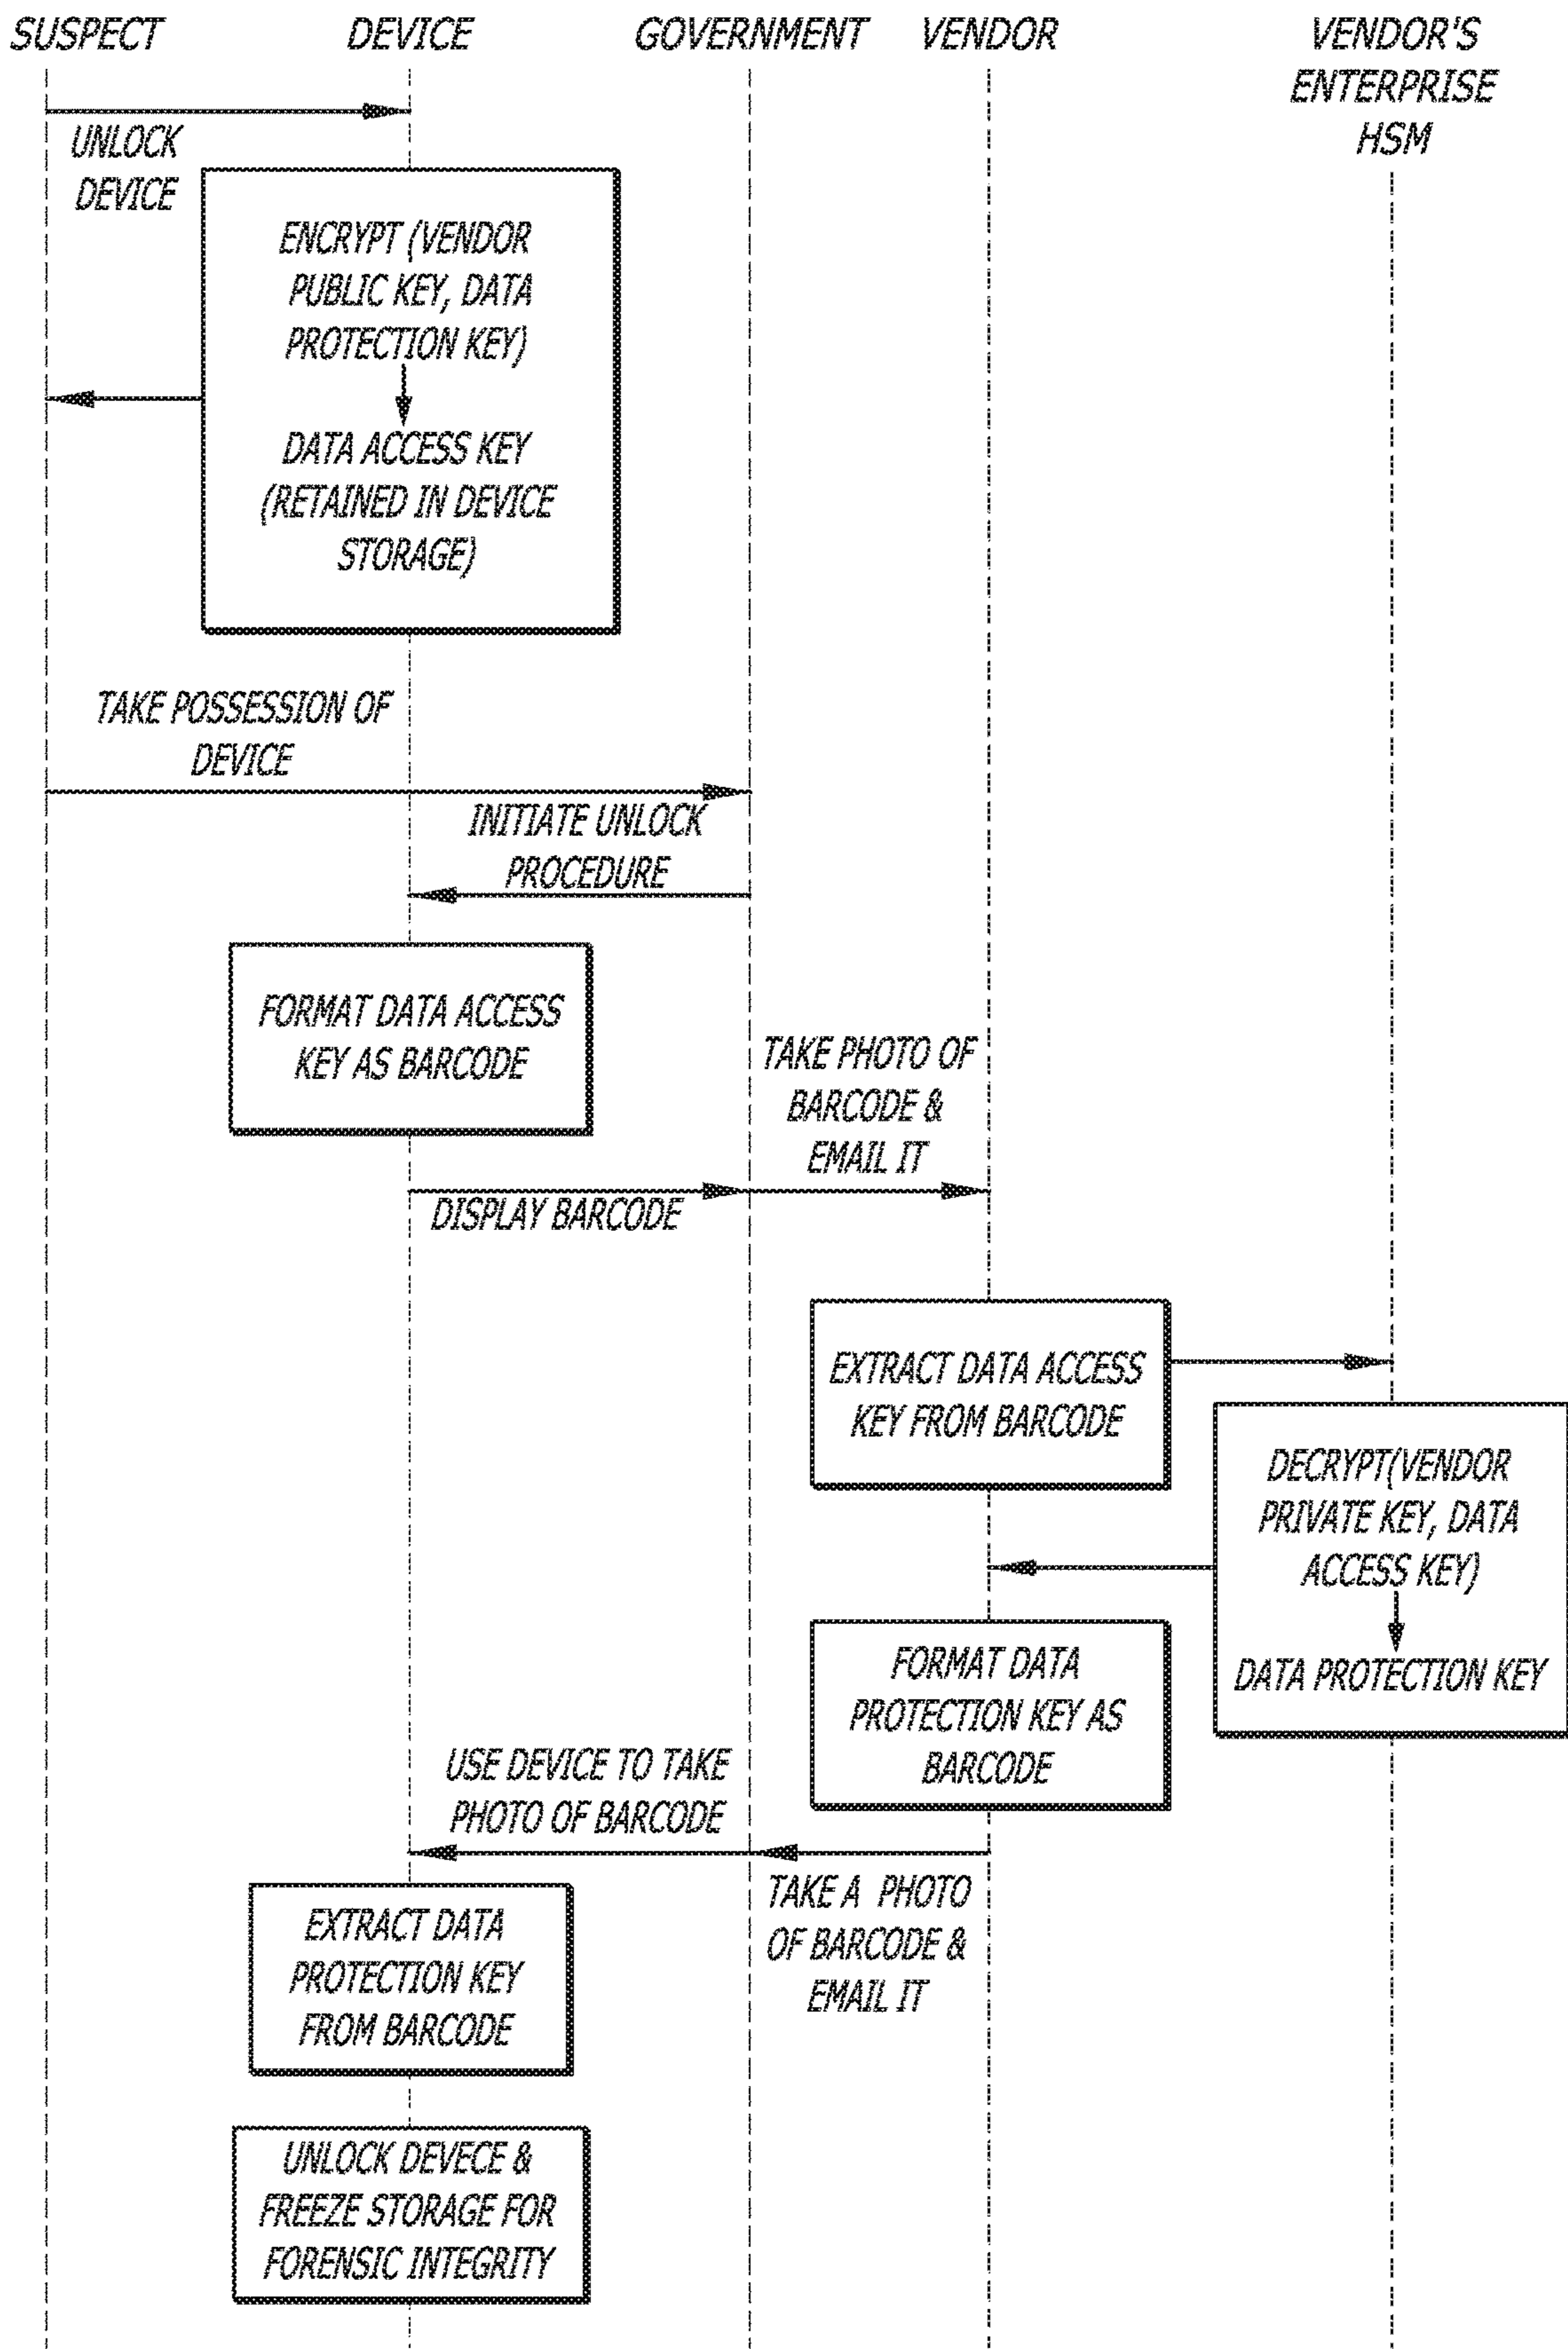 SUSPECT
DEVICE
GOVERNMENT
VENDOR
VENDOR'S
ENTERPRISE
HSM
UNLOCK
DEVICE
ENCRYPT (VENDOR
PUBLIC KEY, DATA
PROTECTION KEY)
DATA ACCESS KEY
(RETAINED IN DEVICE
STORAGE)
TAKE POSSESSION OF
DEVICE
INITIATE UNLOCK
PROCEDURE
FORMAT DATA ACCESS
KEY AS BARCODE
TAKE PHOTO OF
BARCODE &
EMAIL IT
DISPLAY BARCODE
EXTRACT DATA ACCESS
KEY FROM BARCODE
DECRYPT(VENDOR
PRIVATE KEY, DATA
ACCESS KEY)
DATA PROTECTION KEY
FORMAT DATA
PROTECTION KEY AS
BARCODE
USE DEVICE TO TAKE
PHOTO OF BARCODE
TAKE A PHOTO
OF BARCODE &
EMAIL IT
EXTRACT DATA
PROTECTION KEY
FROM BARCODE
UNLOCK DEVECE &
FREEZE STORAGE FOR
FORENSIC INTEGRITY